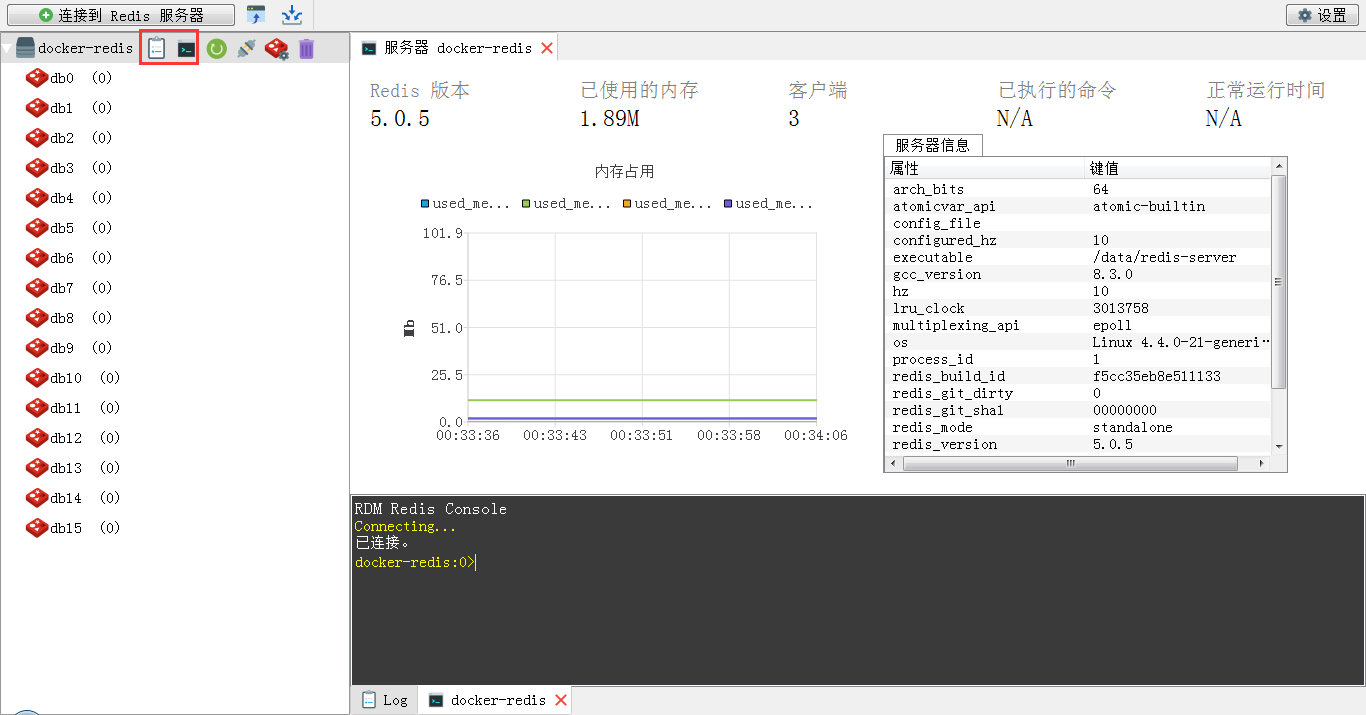 连接到 Redis 服务器
设置
docker-redis
db0 (0)
db1 (0)
db2 (0)
db3 (0)
db4 (0)
db5 (0)
db6 (0)
db7 (0)
db8 (0)
db9 (0)
db10 (0)
db11 (0)
db12 (0)
db13 (0)
db14 (0)
db15 (0)
服务器 docker-redis
Redis 版本 已使用的内存 客户端 已执行的命令 正常运行时间
5.0.5 1.89M 3 N/A N/A
内存占用
used_me... used_me... used_me... used_me...
101.9
76.5
Mb
51.0
25.5
0.0
00:33:36 00:33:43 00:33:51 00:33:58 00:34:06
服务器信息
属性 键值
arch_bits 64
atomicvar_api atomic-builtin
config_file
configured_hz 10
executable /data/redis-server
gcc_version 8.3.0
hz 10
lru_clock 3013758
multiplexing_api epoll
os Linux 4.4.0-21-generi…
process_id 1
redis_build_id f5cc35eb8e511133
redis_git_dirty 0
redis_git_sha1 00000000
redis_mode standalone
redis_version 5.0.5
RDM Redis Console
Connecting...
已连接。
docker-redis:0>
Log docker-redis